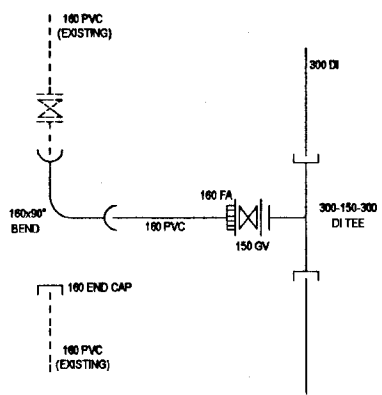 160 PVC
(EXISTING)
300 DI
160x90°
BEND
160 FA
160 PVC
150 GV
300-150-300
DI TEE
160 END CAP
160 PVC
(EXISTING)